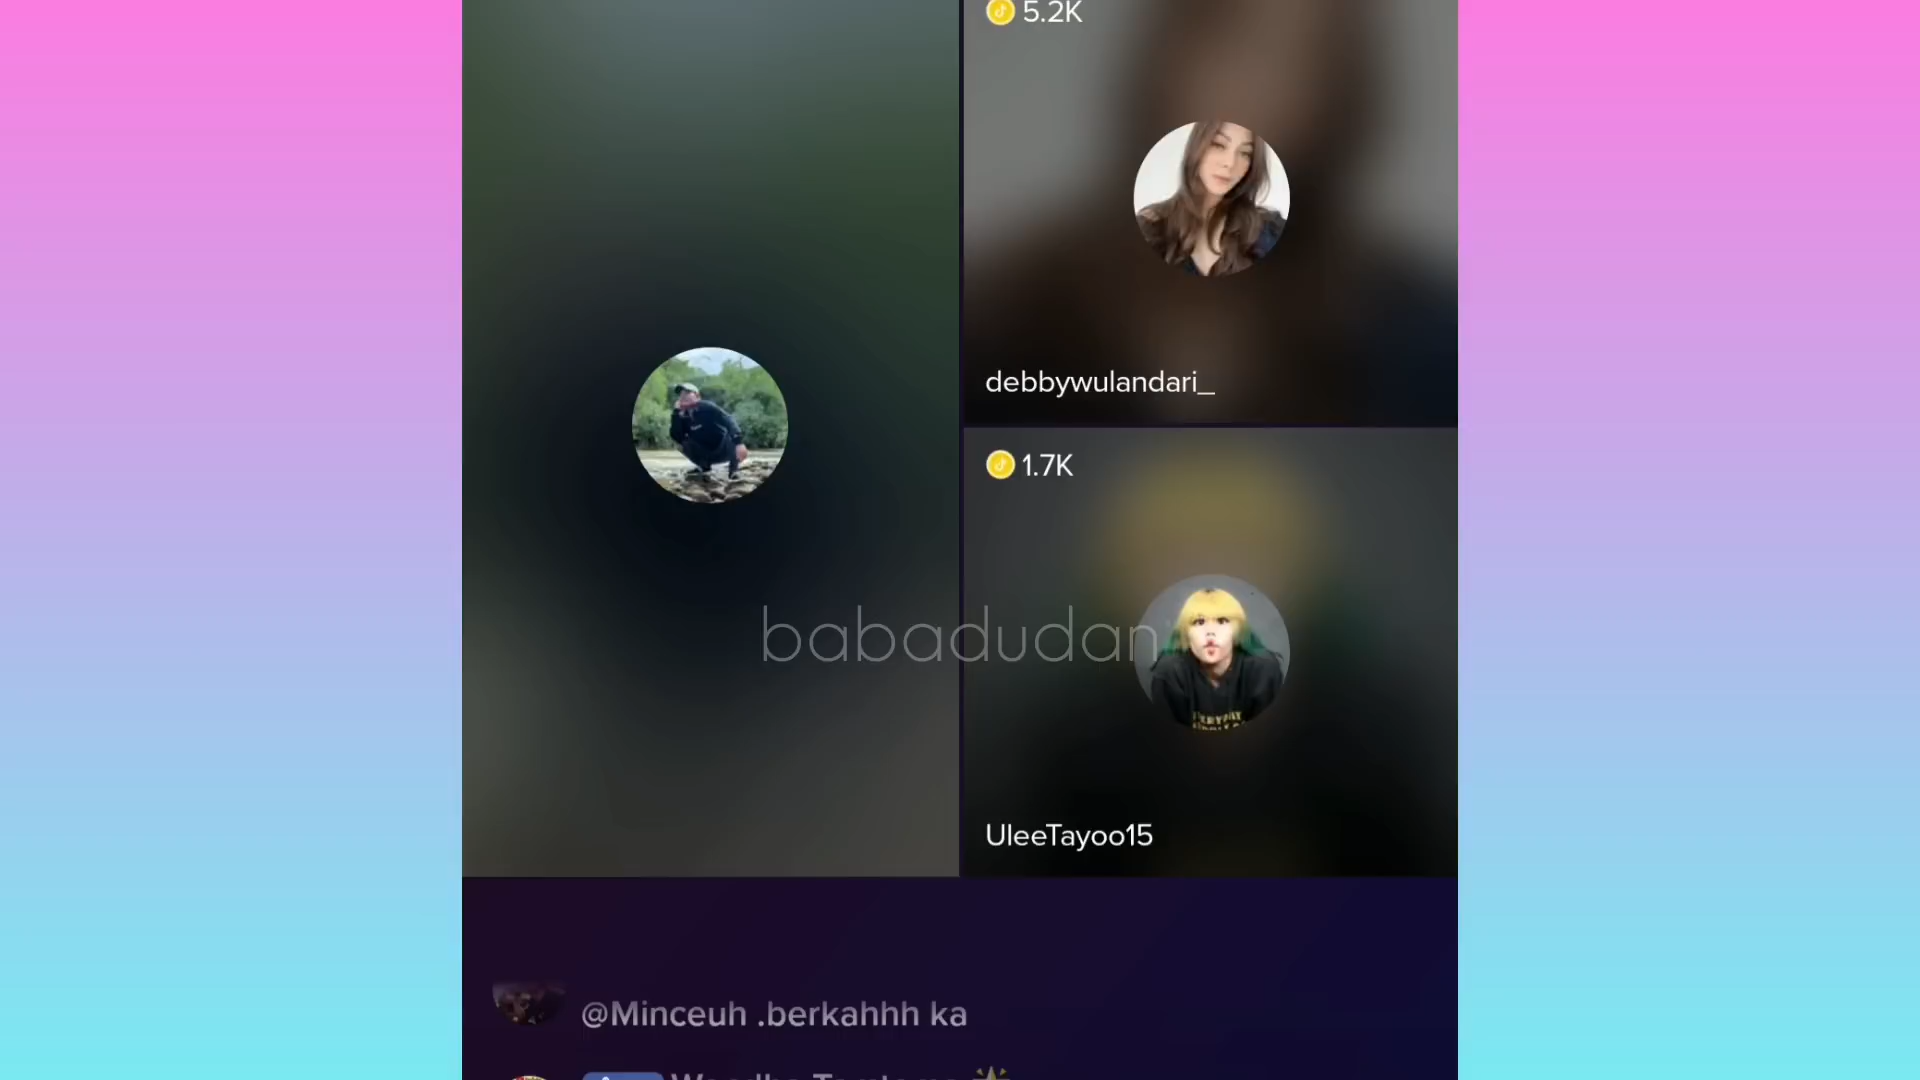 5.2K
debbywulandari_
1.7K
babadudan
UleeTayoo15
@Minceuh .berkahhh ka